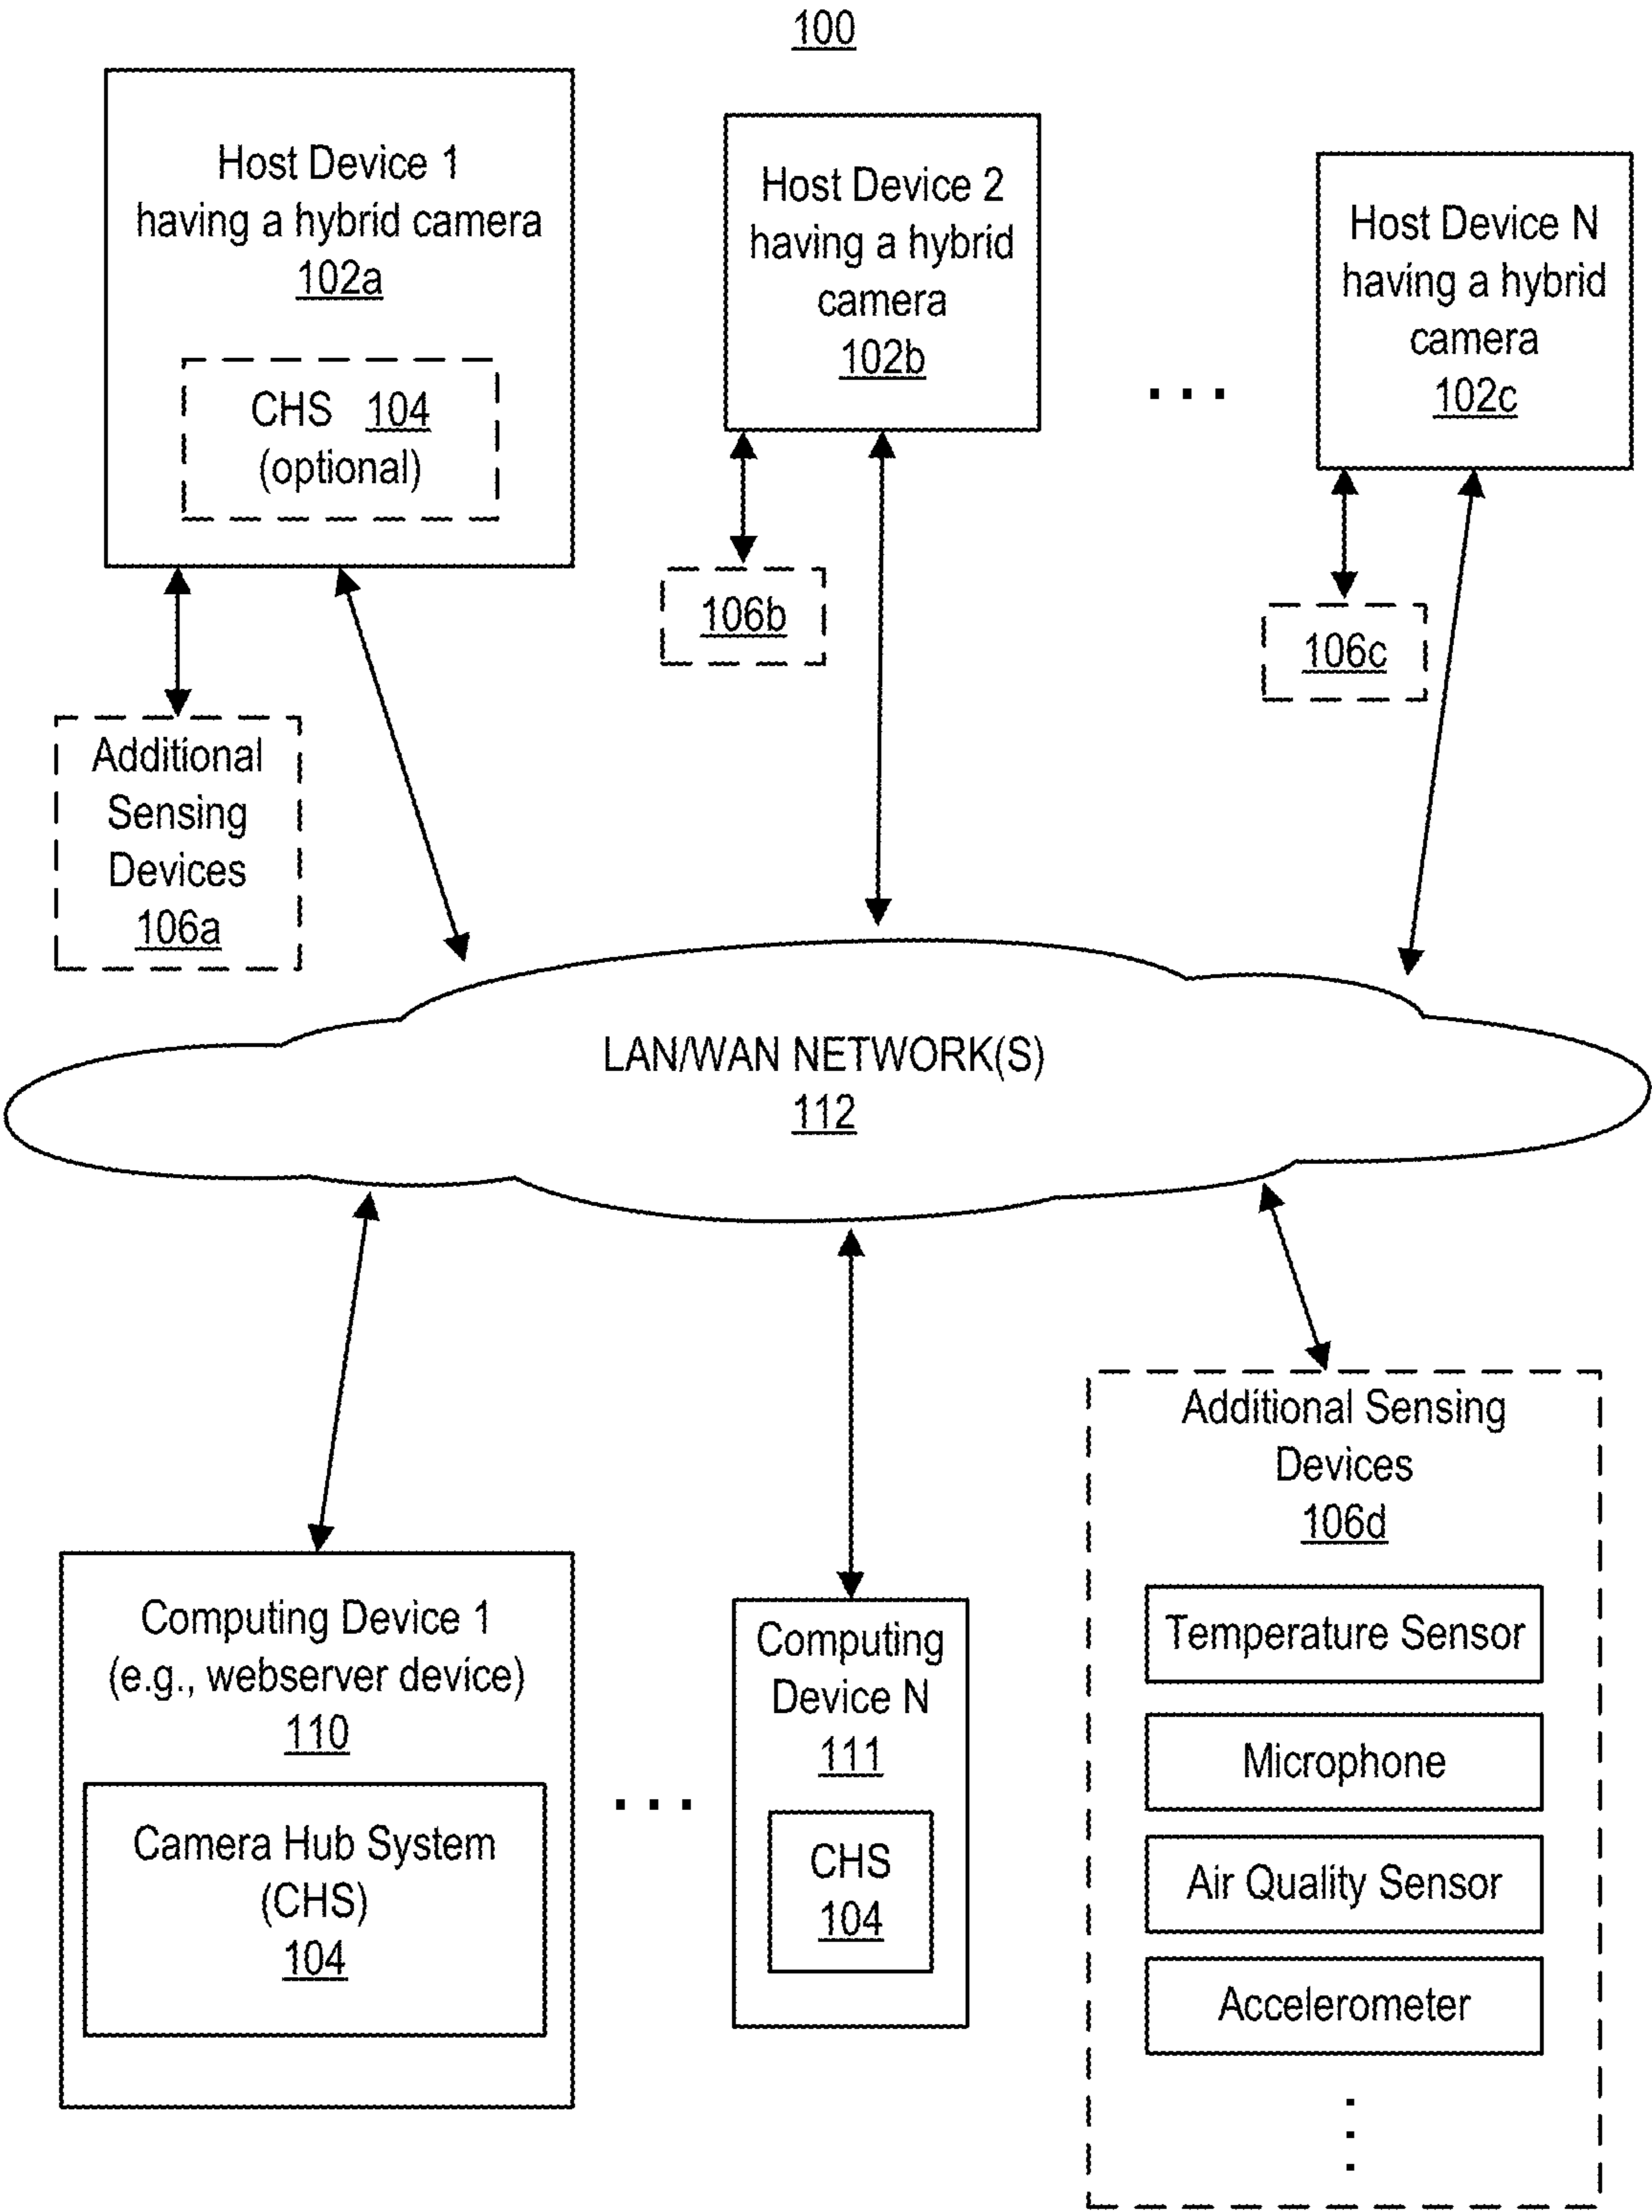 100
Host Device 1
having a hybrid camera
102a
CHS 104
(optional)
Host Device 2
having a hybrid
camera
102b
. . .
Host Device N
having a hybrid
camera
102c
106b
106c
Additional
Sensing
Devices
106a
LAN/WAN NETWORK(S)
112
Computing Device 1
(e.g., webserver device)
110
Camera Hub System
(CHS)
104
. . .
Computing
Device N
111
CHS
104
Additional Sensing
Devices
106d
Temperature Sensor
Microphone
Air Quality Sensor
Accelerometer